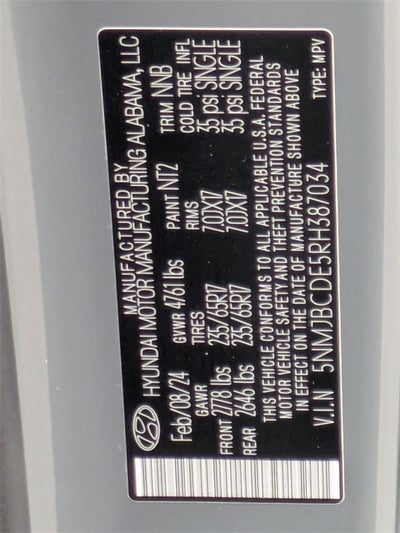 MANUFACTURED BY
HYUNDAI MOTOR MANUFACTURING ALABAMA, LLC
Feb/08/24 GVWR 4761lbs PAINT NT2 TRIM NNB
GAWR TIRES RIMS COLD TIRE INFL
FRONT 2778 lbs 235/65R17 7.0JX17 35 psi SINGLE
REAR 2646 lbs 235/65R17 7.0JX17 35 psi SINGLE
THIS VEHICLE CONFORMS TO ALL APPLICABLE U.S.A. FEDERAL
MOTOR VEHICLE SAFETY AND THEFT PREVENTION STANDARDS
IN EFFECT ON THE DATE OF MANUFACTURE SHOWN ABOVE
V.I.N 5NMJBCDE5RH387034 TYPE: MPV